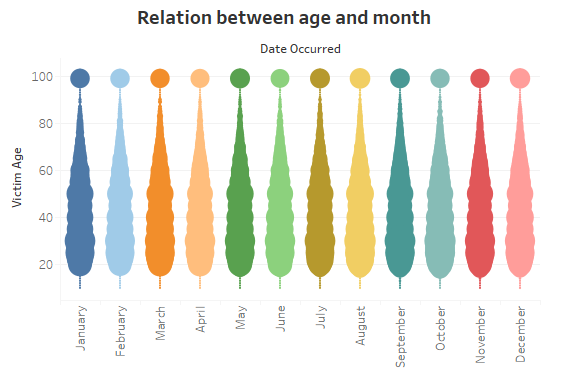 Relation between age and month
Date Occurred
Victim Age
100
80
60
40
20
January
February
March
April
May
June
July
August
September
October
November
December